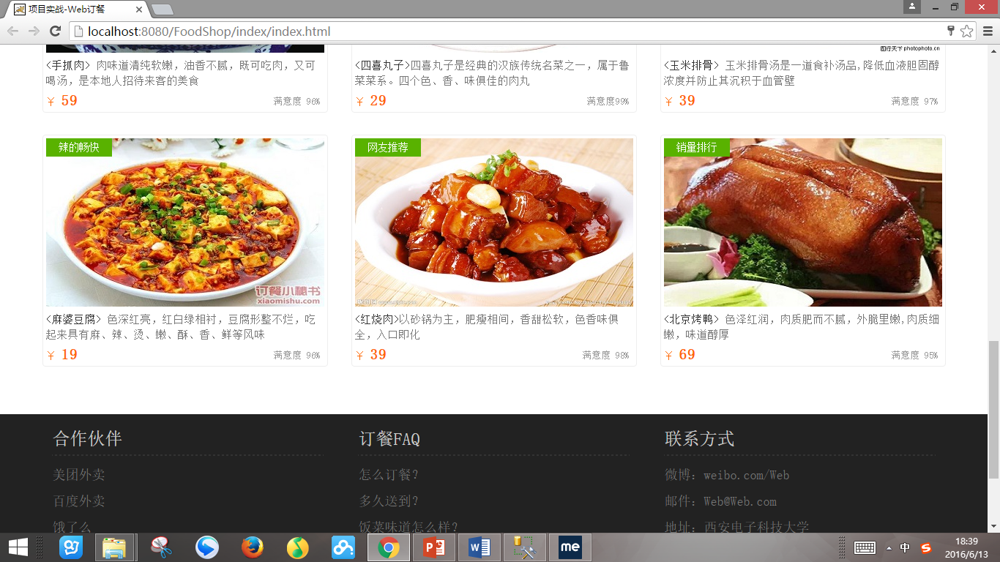 项目实战-Web订餐
localhost:8080/FoodShop/index/index.html
图行天下 photophoto.cn
<手抓肉> 肉味道清纯软嫩，油香不腻，既可吃肉，又可
喝汤，是本地人招待来客的美食
￥ 59
满意度 96%
<四喜丸子>四喜丸子是经典的汉族传统名菜之一，属于鲁
菜菜系。四个色、香、味俱佳的肉丸
￥ 29
满意度99%
<玉米排骨> 玉米排骨汤是一道食补汤品,降低血液胆固醇
浓度并防止其沉积于血管壁
￥ 39
满意度 97%
辣的畅快
订餐小秘书
xiaomishu.com
<麻婆豆腐> 色深红亮，红白绿相衬，豆腐形整不烂，吃
起来具有麻、辣、烫、嫩、酥、香、鲜等风味
￥ 19
满意度 96%
网友推荐
<红烧肉>以砂锅为主，肥瘦相间，香甜松软，色香味俱
全，入口即化
￥ 39
满意度 98%
销量排行
<北京烤鸭> 色泽红润，肉质肥而不腻，外脆里嫩,肉质细
嫩，味道醇厚
￥ 69
满意度 95%
合作伙伴
美团外卖
百度外卖
饿了么
订餐FAQ
怎么订餐?
多久送到?
饭菜味道怎么样?
联系方式
微博: weibo.com/Web
邮件: Web@Web.com
地址: 西安电子科技大学
me
中
18:39
2016/6/13